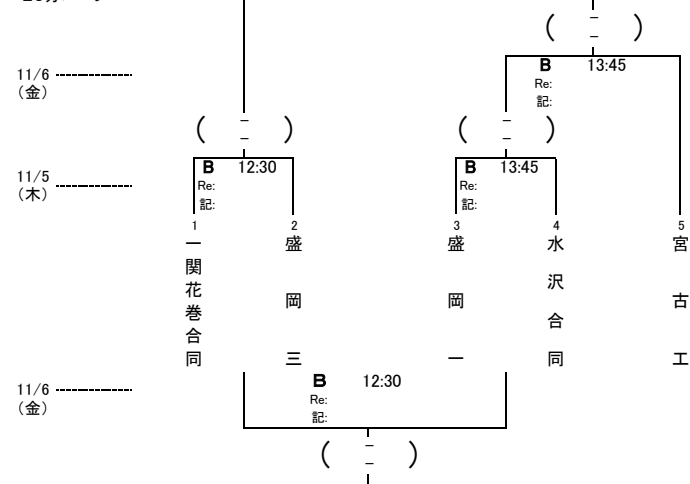 ( － － )
11/6
（金）
B 13:45
Re:
記:
( － － )
( － － )
11/5
（木）
B 12:30
Re:
記:
B 13:45
Re:
記:
1 2 3 4 5
一関花巻合同
盛岡三
盛岡一
水沢合同
宮古工
11/6
（金）
B 12:30
Re:
記:
( － － )